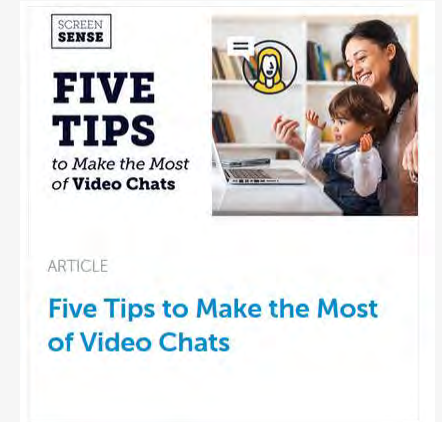 SCREEN
SENSE
FIVE
TIPS
to Make the Most
of Video Chats
ARTICLE
Five Tips to Make the Most
of Video Chats